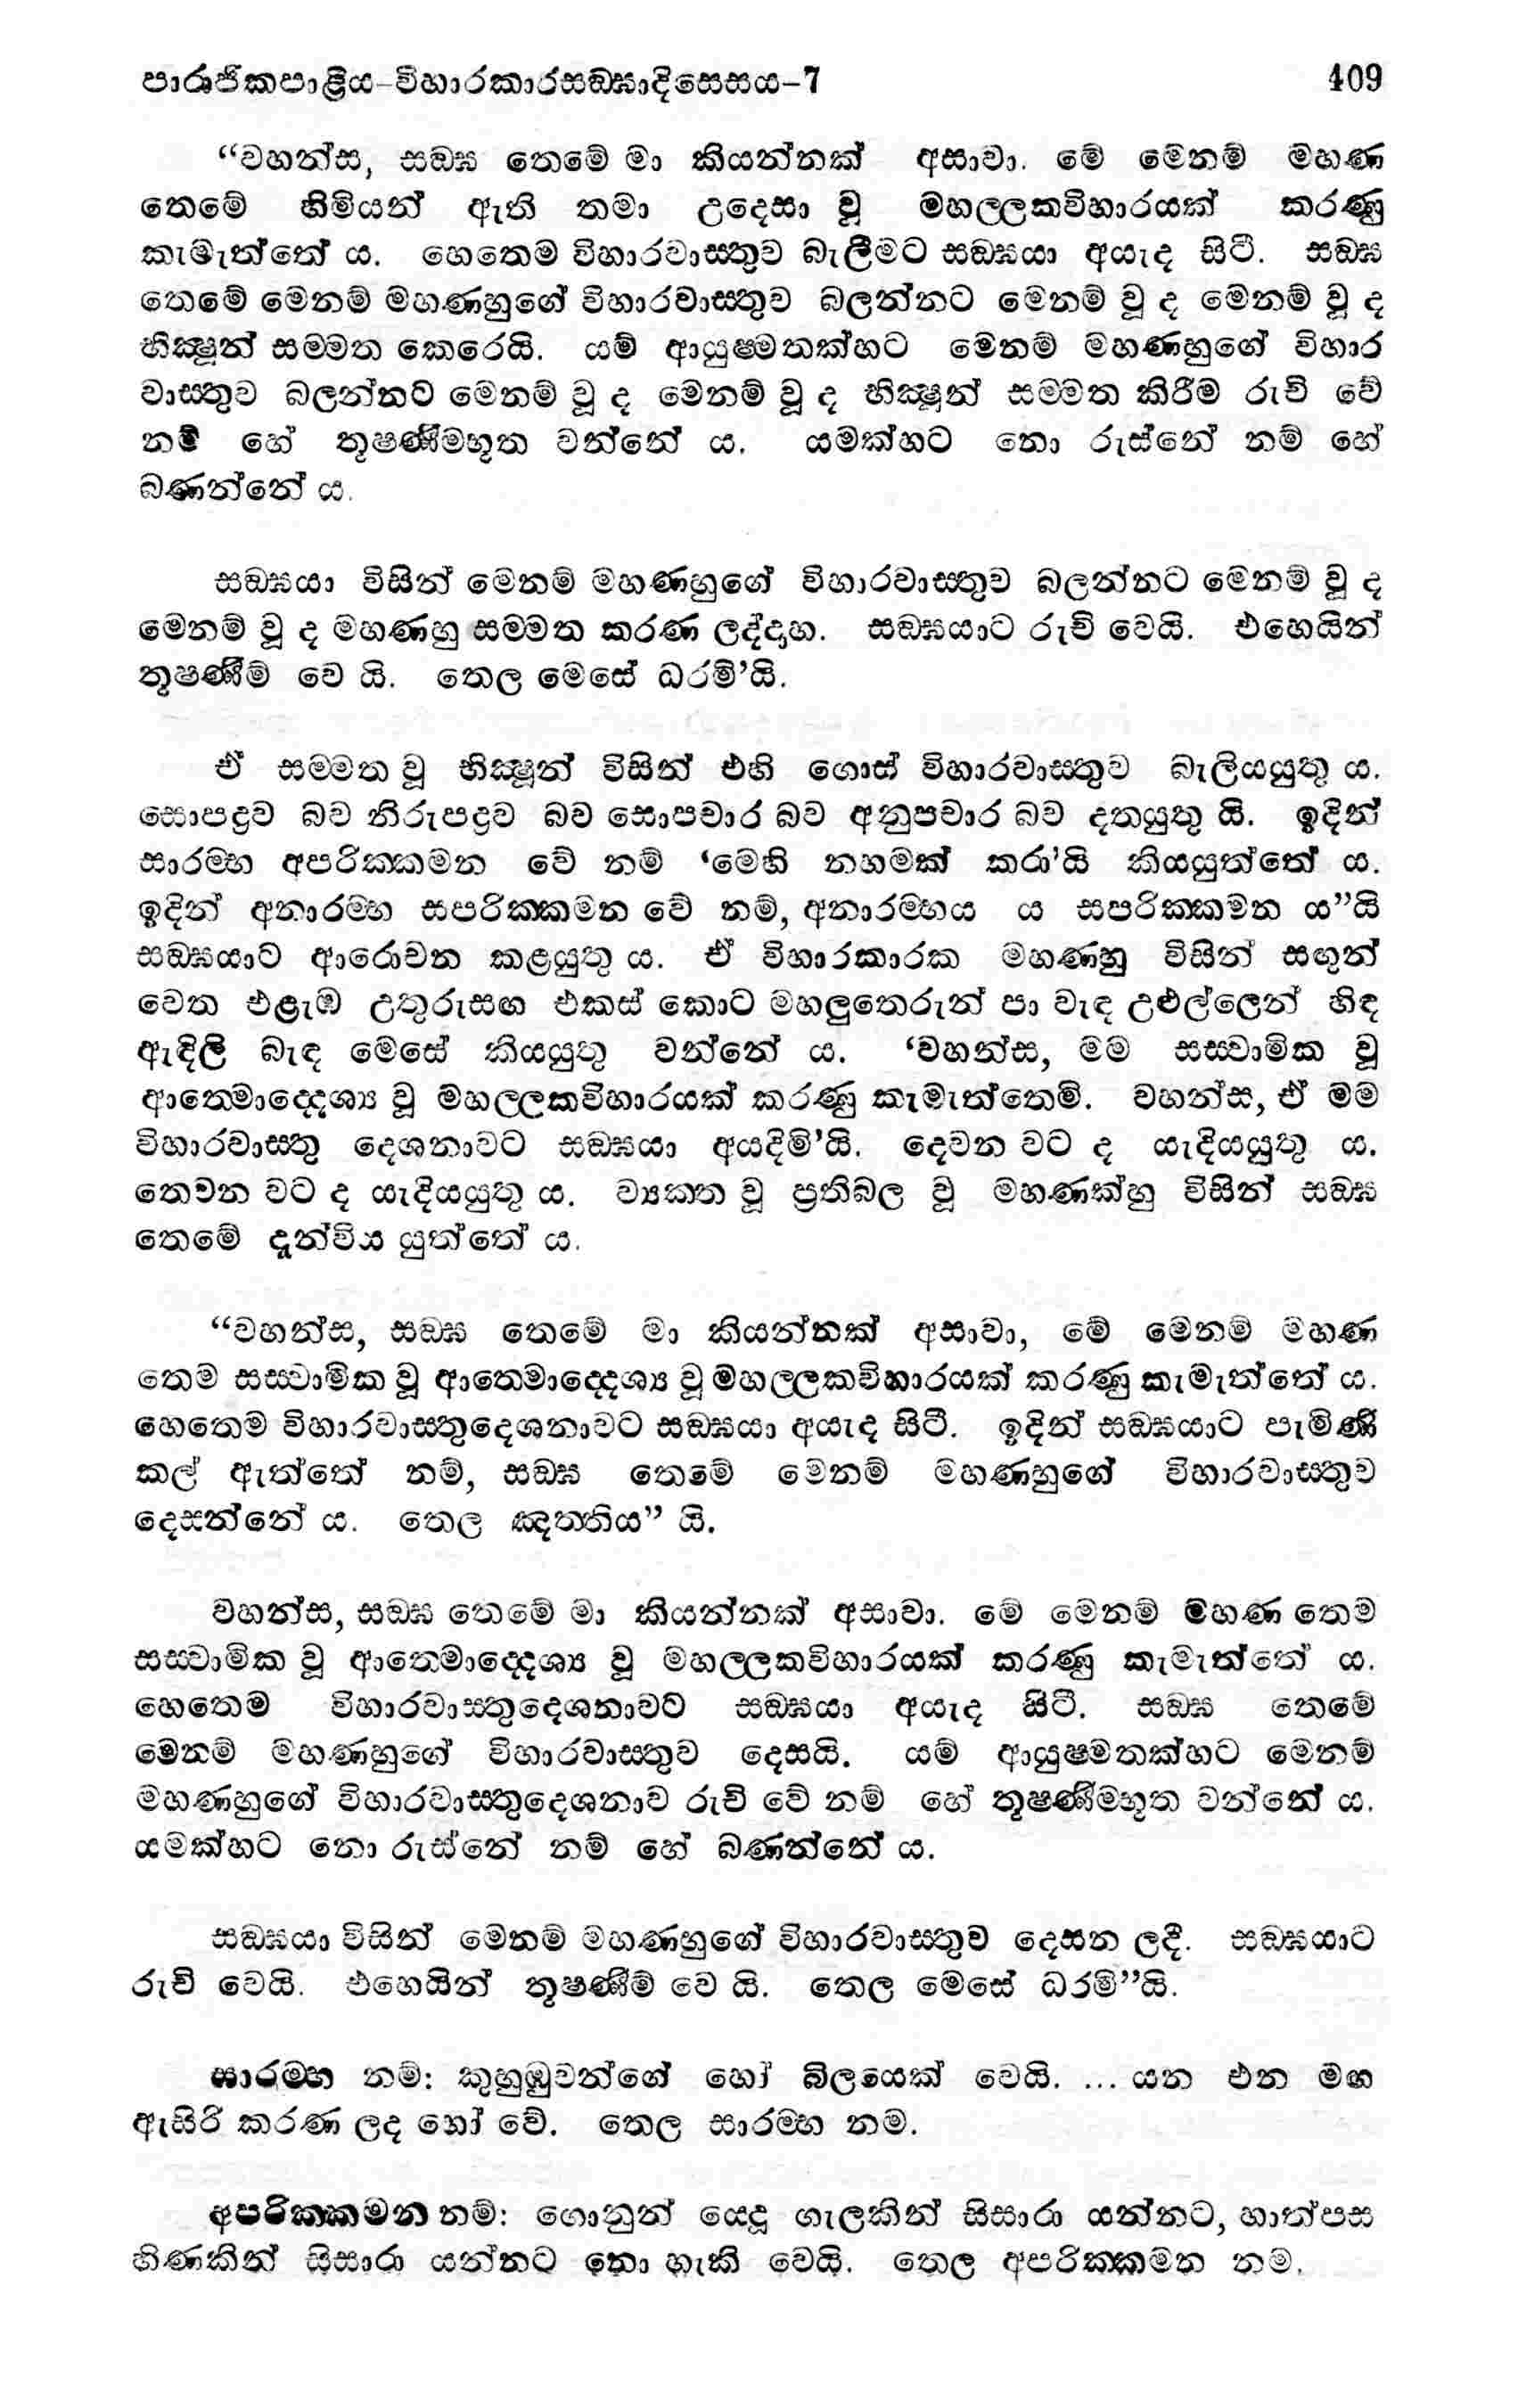 පාරාජිකපාළිය-විහාරකාරසඞ්ඝාදිසෙසය-7 409
“වහන්ස, සඞ්ඝ තෙමේ මා කියන්නක් අසාවා. මේ මෙනම් මහණ
තෙමේ හිමියන් ඇති තමා උදෙසා වූ මහල්ලකවිහාරයක් කරණු
කැමැත්තේ ය. හෙතෙම විහාරවාස්තුව බැලීමට සඞ්ඝයා අයැද සිටී. සඞ්ඝ
තෙමේ මෙනම් මහණහුගේ විහාරවාස්තුව බලන්නට මෙනම් වූ ද මෙනම් වූ ද
භික්ෂූන් සම්මත කෙරෙයි. යම් ආයුෂ්මතක්හට මෙනම් මහණහුගේ විහාර
වාස්තුව බලන්නට මෙනම් වූ ද මෙනම් වූ ද භික්ෂූන් සම්මත කිරීම රුචි වේ
නම් හේ තූෂ්ණීම්භූත වන්නේ ය. යමක්හට නො රුස්නේ නම් හේ
බණන්නේ ය.
සඞ්ඝයා විසින් මෙනම් මහණහුගේ විහාරවාස්තුව බලන්නට මෙනම් වූ ද
මෙනම් වූ ද මහණහු සම්මත කරණ ලද්දාහ. සඞ්ඝයාට රුචි වෙයි. එහෙයින්
තූෂ්ණීම් වෙ යි. තෙල මෙසේ ධරමි’යි.
ඒ සම්මත වූ භික්ෂූන් විසින් එහි ගොස් විහාරවාස්තුව බැලියයුතු ය.
සොපද්‍රව බව නිරුපද්‍රව බව සොපචාර බව අනුපචාර බව දතයුතු යි. ඉදින්
සාරම්භ අපරික්කමන වේ නම් ‘මෙහි නහමක් කරා’යි කියයුත්තේ ය.
ඉදින් අනාරම්භ සපරික්කමන වේ නම්, අනාරම්භය ය සපරික්කමන ය”යි
සඞ්ඝයාට ආරොචන කළයුතු ය. ඒ විහාරකාරක මහණහු විසින් සඟුන්
වෙත එළැඹ උතුරුසඟ එකස් කොට මහලුතෙරුන් පා වැඳ උළුල්ලෙන් හිඳ
ඇඳිලි බැඳ මෙසේ කියයුතු වන්නේ ය. ‘වහන්ස, මම සස්වාමික වූ
ආත්මොද්දෙශ්‍ය වූ මහල්ලකවිහාරයක් කරණු කැමැත්තෙමි. වහන්ස, ඒ මම
විහාරවාස්තු දෙශනාවට සඞ්ඝයා අයදිමි’යි. දෙවන වට ද යැදියයුතු ය.
තෙවන වට ද යැදියයුතු ය. ව්‍යක්ත වූ ප්‍රතිබල වූ මහණක්හු විසින් සඞ්ඝ
තෙමේ දැන්විය යුත්තේ ය.
“වහන්ස, සඞ්ඝ තෙමේ මා කියන්නක් අසාවා, මේ මෙනම් මහණ
තෙම සස්වාමික වූ ආත්මොද්දෙශ්‍ය වූ මහල්ලකවිහාරයක් කරණු කැමැත්තේ ය.
හෙතෙම විහාරවාස්තුදෙශනාවට සඞ්ඝයා අයැද සිටී. ඉදින් සඞ්ඝයාට පැමිණි
කල් ඇත්තේ නම්, සඞ්ඝ තෙමේ මෙනම් මහණහුගේ විහාරවාස්තුව
දෙසන්නේ ය. තෙල ඤත්තිය” යි.
වහන්ස, සඞ්ඝ තෙමේ මා කියන්නක් අසාවා. මේ මෙනම් මහණ තෙම
සස්වාමික වූ ආත්මොද්දෙශ්‍ය වූ මහල්ලකවිහාරයක් කරණු කැමැත්තේ ය.
හෙතෙම විහාරවාස්තුදෙශනාවට සඞ්ඝයා අයැද සිටී. සඞ්ඝ තෙමේ
මෙනම් මහණහුගේ විහාරවාස්තුව දෙසයි. යම් ආයුෂ්මතක්හට මෙනම්
මහණහුගේ විහාරවාස්තුදෙශනාව රුචි වේ නම් හේ තූෂ්ණීම්භූත වන්නේ ය.
යමක්හට නො රුස්නේ නම් හේ බණන්නේ ය.
සඞ්ඝයා විසින් මෙනම් මහණහුගේ විහාරවාස්තුව දෙසන ලදී. සඞ්ඝයාට
රුචි වෙයි. එහෙයින් තූෂ්ණීම් වෙ යි. තෙල මෙසේ ධරමි”යි.
සාරම්භ නම්: කුහුඹුවන්ගේ හෝ බිලයෙක් වෙයි. ... යන එන මඟ
ඇසිරි කරණ ලද හෝ වේ. තෙල සාරම්භ නම.
අපරික්කමන නම්: ගොනුන් යෙදූ ගැලකින් සිසාරා යන්නට, හාත්පස
හිණකින් සිසාරා යන්නට නො හැකි වෙයි. තෙල අපරික්කමන නම.